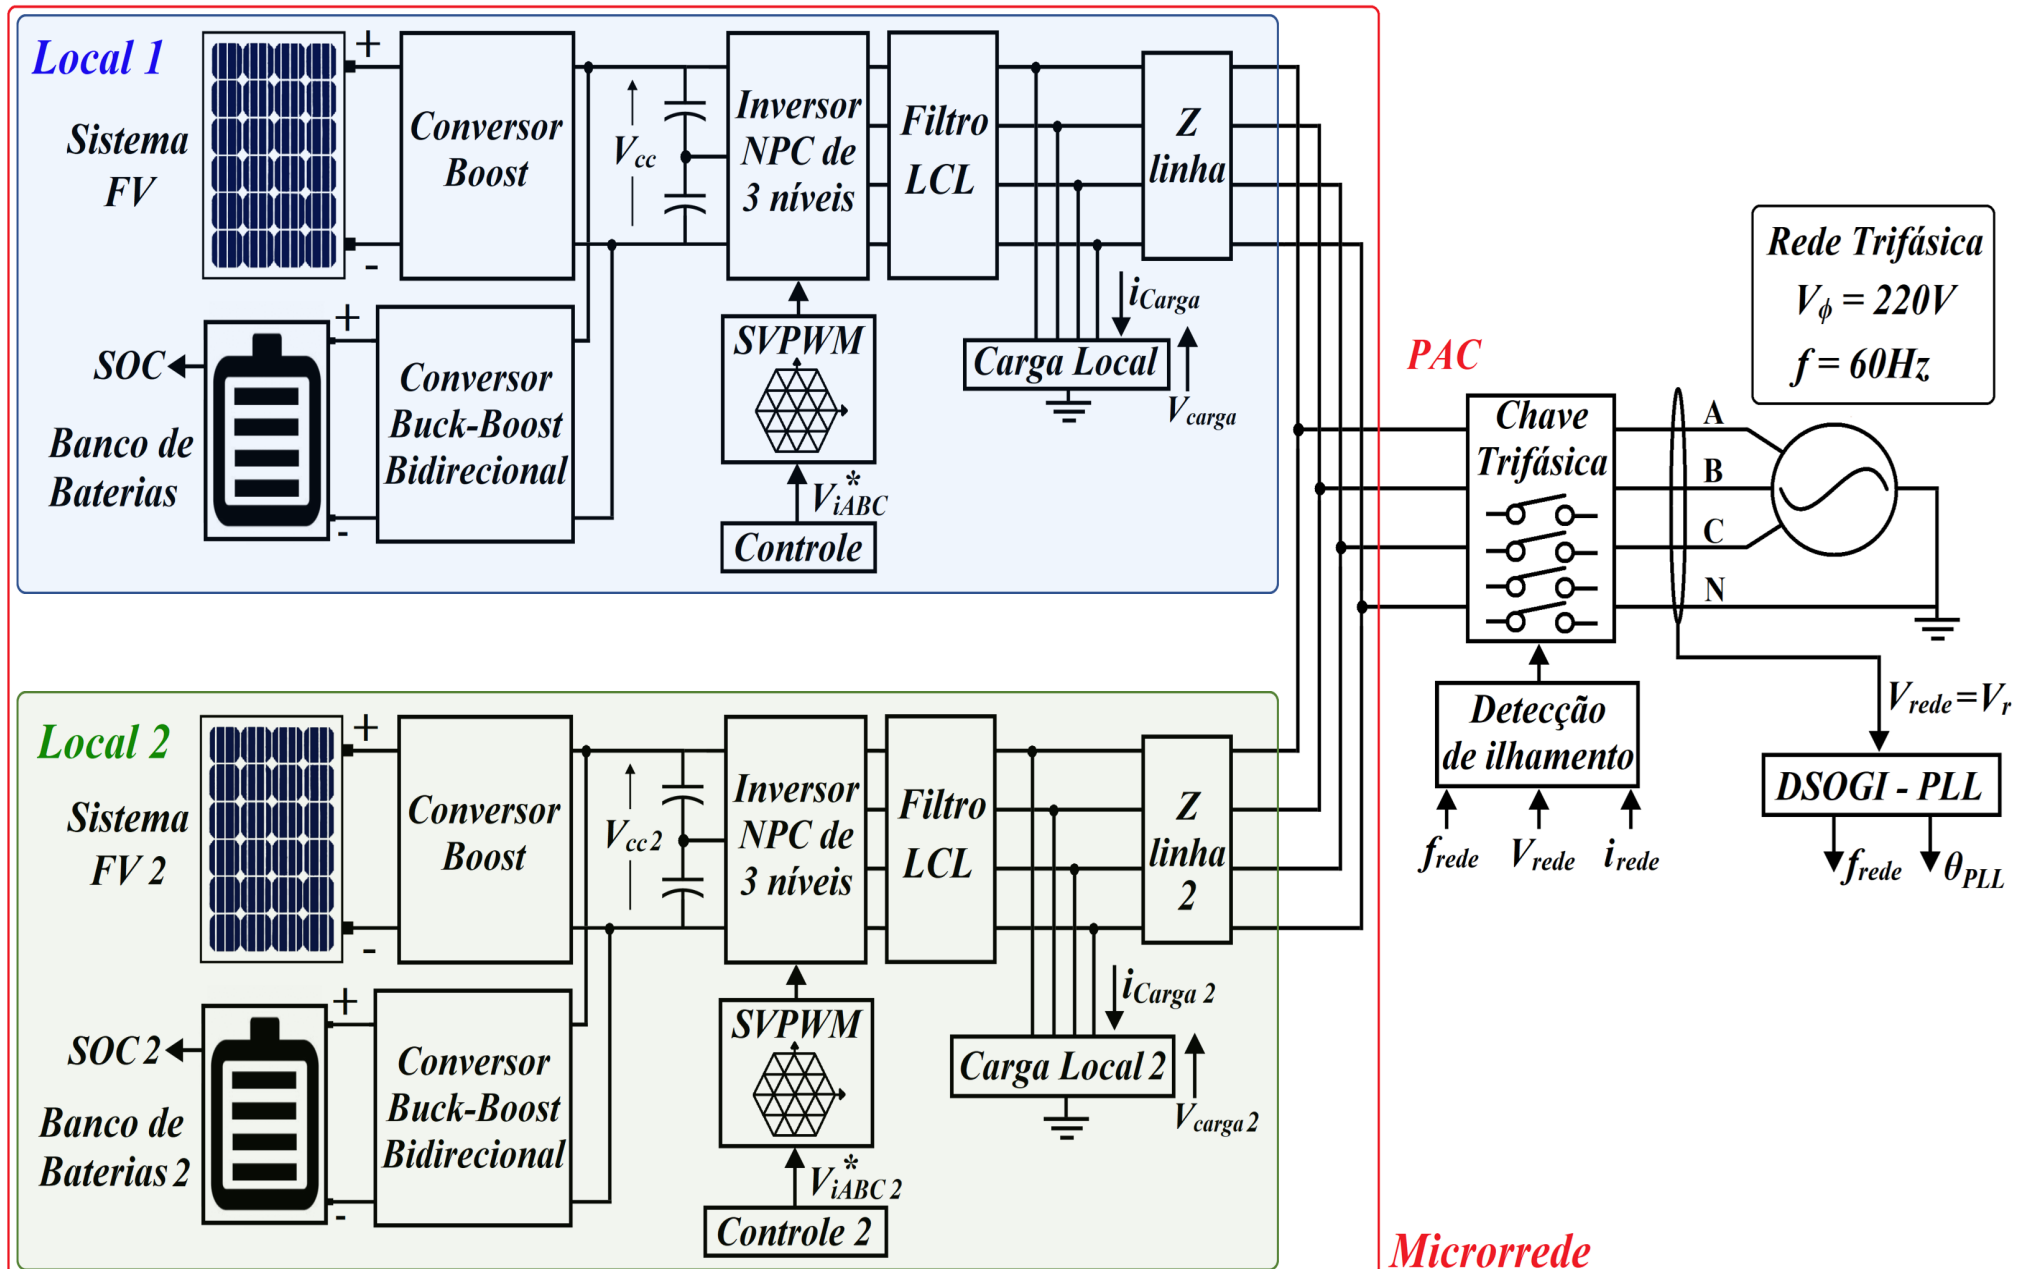 Local 1
Sistema
FV
+
-
Conversor
Boost
Vcc
Inversor
NPC de
3 níveis
Filtro
LCL
Z
linha
SOC
Banco de
Baterias
+
-
Conversor
Buck-Boost
Bidirecional
SVPWM
ViABC*
Controle
iCarga
Carga Local
Vcarga
PAC
Rede Trifásica
Vϕ = 220V
f = 60Hz
Chave
Trifásica
A
B
C
N
Detecção
de ilhamento
frede
Vrede
irede
Vrede=Vr
DSOGI - PLL
frede
θPLL
Local 2
Sistema
FV 2
+
-
Conversor
Boost
Vcc 2
Inversor
NPC de
3 níveis
Filtro
LCL
Z
linha
2
SOC 2
Banco de
Baterias 2
+
-
Conversor
Buck-Boost
Bidirecional
SVPWM
ViABC 2*
Controle 2
iCarga 2
Carga Local 2
Vcarga 2
Microrrede